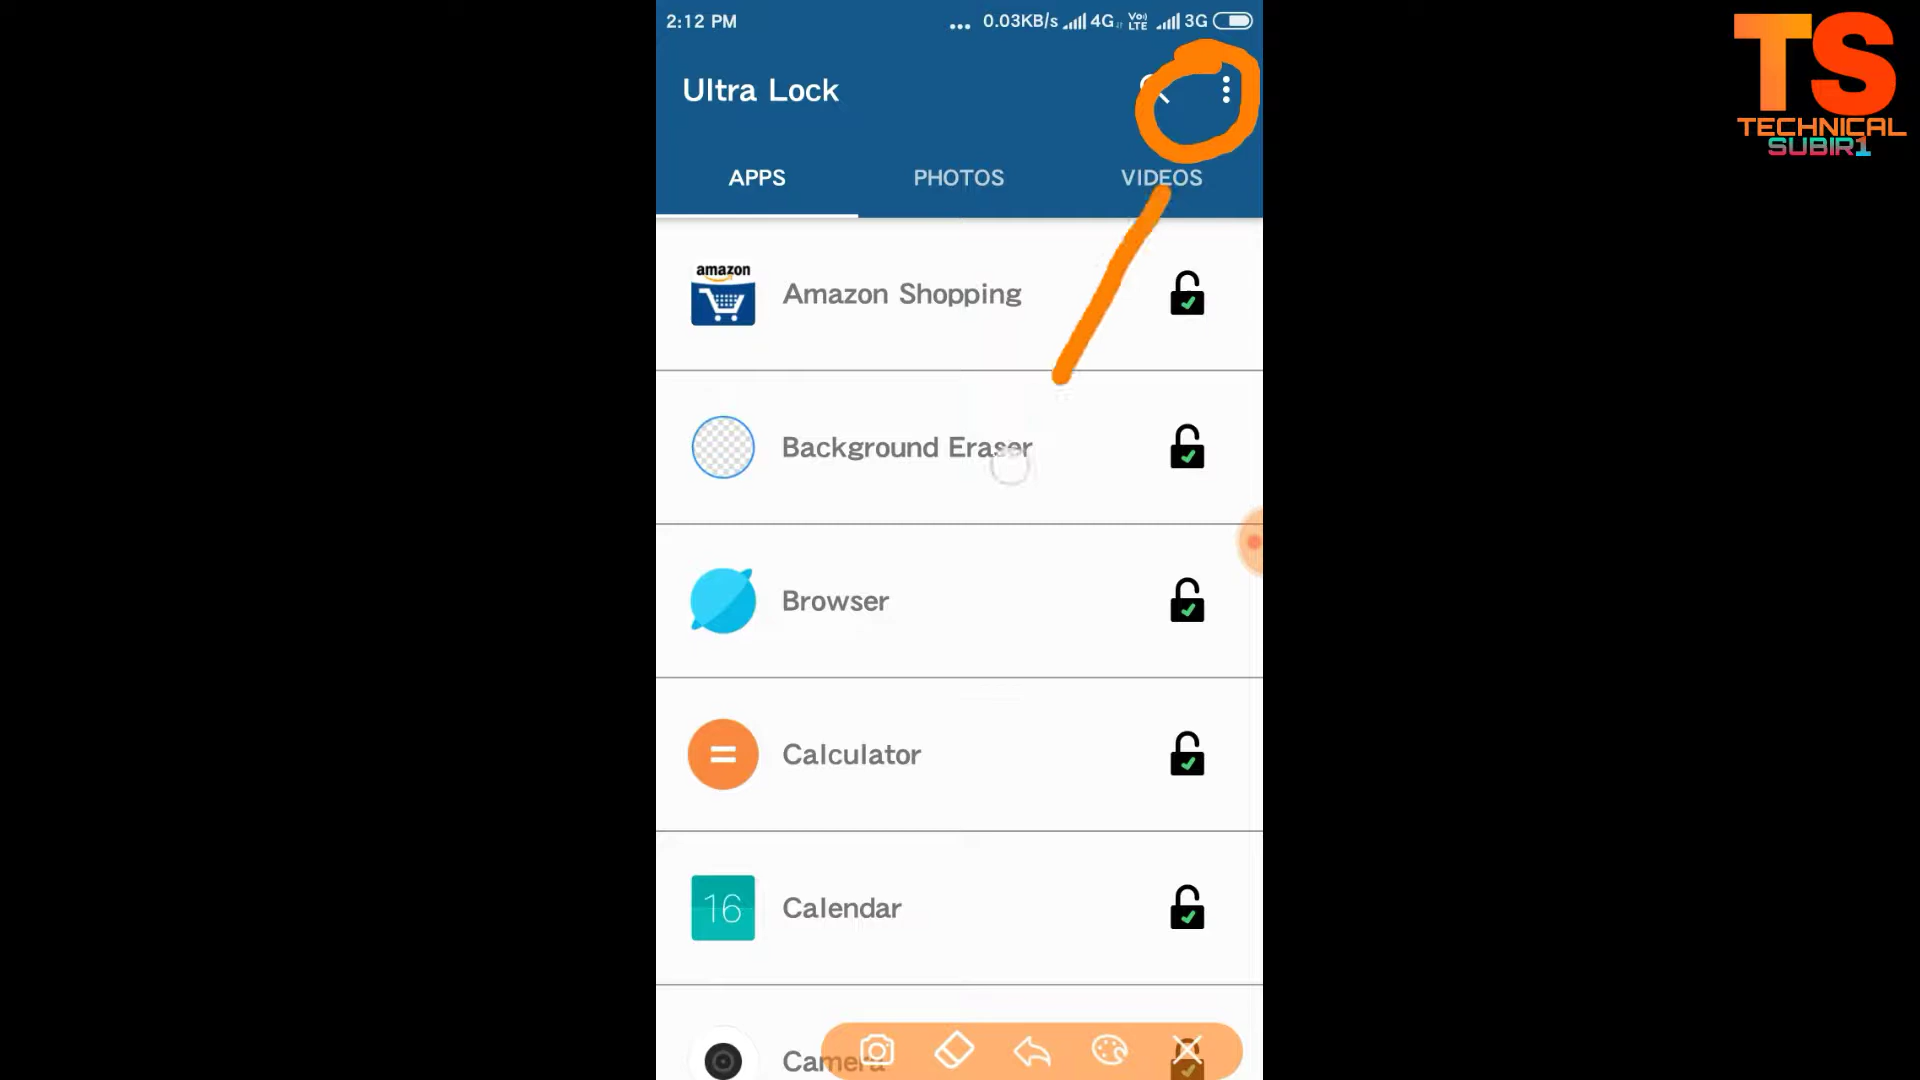 2:12 PM
... 0.03KB/s 4G VoLTE 3G
TS
TECHNICAL
SUBIR1
Ultra Lock
APPS PHOTOS VIDEOS
amazon
Amazon Shopping
Background Eraser
Browser
Calculator
16
Calendar
Camera